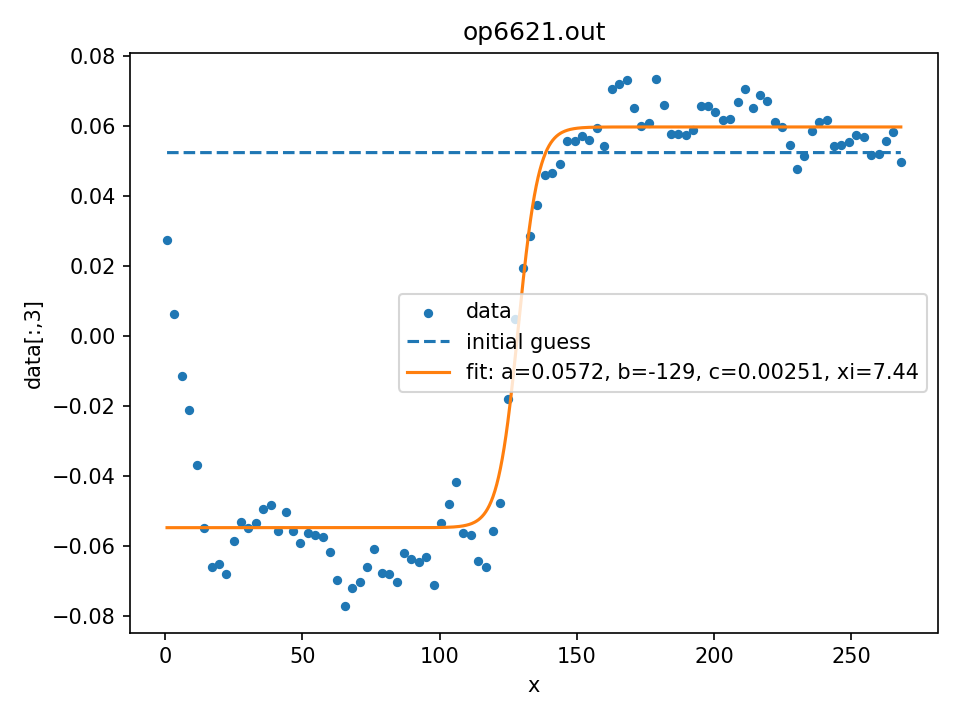 op6621.out
0.08
0.06
0.04
0.02
0.00
−0.02
−0.04
−0.06
−0.08
data[:,3]
data
initial guess
fit: a=0.0572, b=-129, c=0.00251, xi=7.44
0 50 100 150 200 250
x